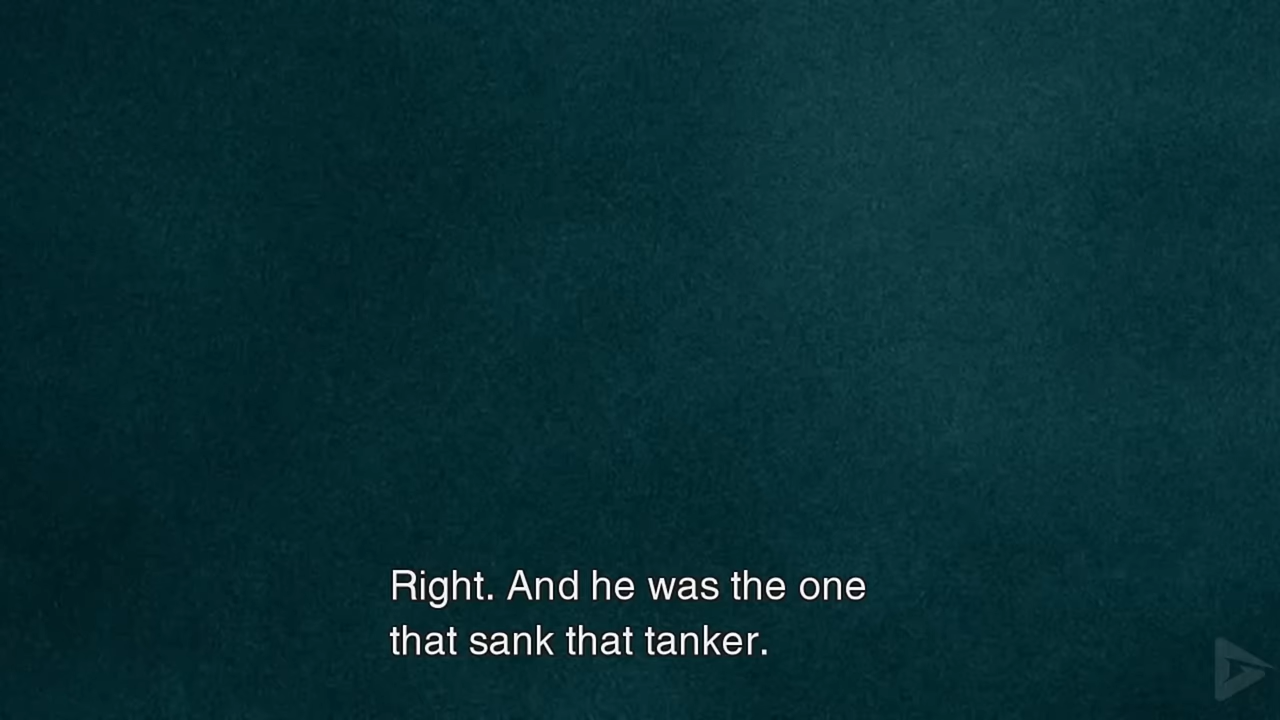 Right. And he was the one
that sank that tanker.